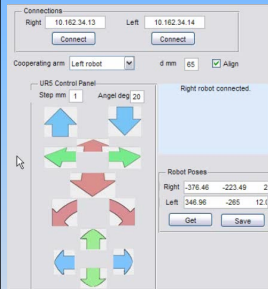 Connections
Right 10.162.34.13 Left 10.162.34.14
Connect Connect
Cooperating arm Left robot d mm 65 Align
UR5 Control Panel
Step mm 1 Angel deg 20
Right robot connected.
Robot Poses
Right -376.46 -223.49
Left 346.96 -265
Get Save